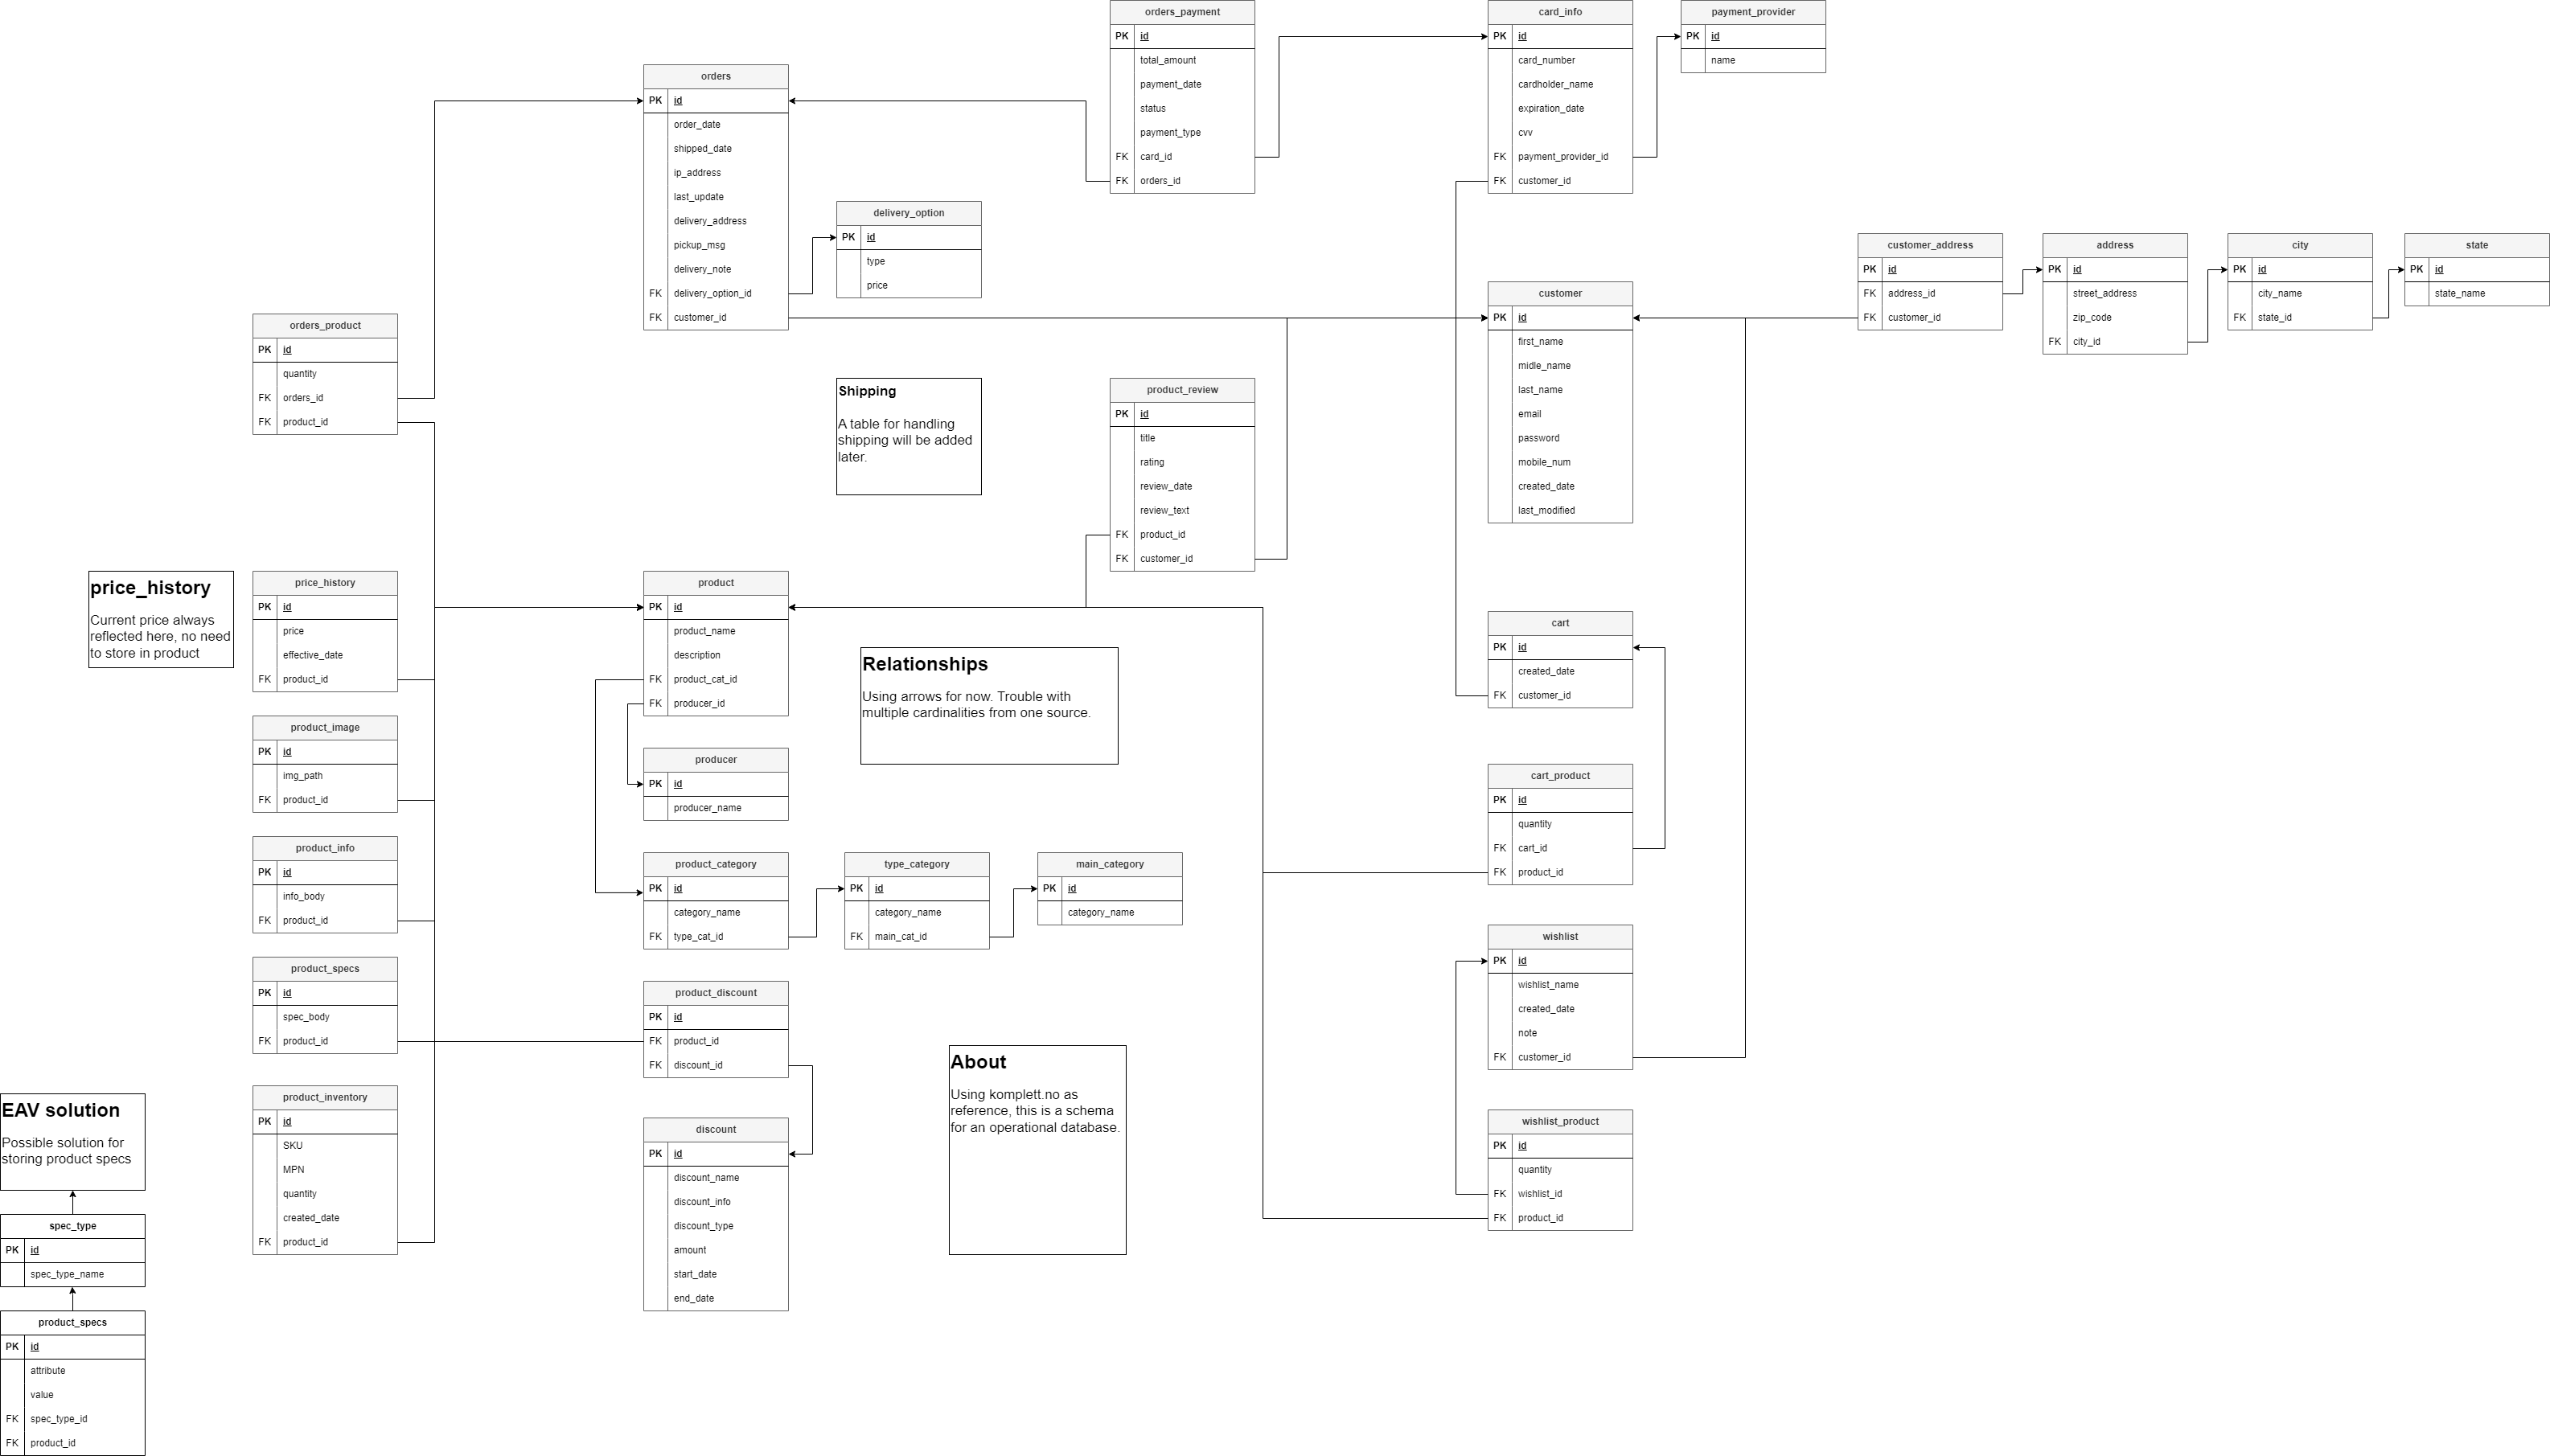 orders_payment
PK id
total_amount
payment_date
status
payment_type
FK card_id
FK orders_id
card_info
PK id
card_number
cardholder_name
expiration_date
cvv
FK payment_provider_id
FK customer_id
payment_provider
PK id
name
orders
PK id
order_date
shipped_date
ip_address
last_update
delivery_address
pickup_msg
delivery_note
FK delivery_option_id
FK customer_id
delivery_option
PK id
type
price
customer_address
PK id
FK address_id
FK customer_id
address
PK id
street_address
zip_code
FK city_id
city
PK id
city_name
FK state_id
state
PK id
state_name
customer
PK id
first_name
midle_name
last_name
email
password
mobile_num
created_date
last_modified
orders_product
PK id
quantity
FK orders_id
FK product_id
Shipping
A table for handling
shipping will be added
later.
product_review
PK id
title
rating
review_date
review_text
FK product_id
FK customer_id
price_history
Current price always
reflected here, no need
to store in product
price_history
PK id
price
effective_date
FK product_id
product
PK id
product_name
description
FK product_cat_id
FK producer_id
Relationships
Using arrows for now. Trouble with
multiple cardinalities from one source.
cart
PK id
created_date
FK customer_id
product_image
PK id
img_path
FK product_id
producer
PK id
producer_name
cart_product
PK id
quantity
FK cart_id
FK product_id
product_info
PK id
info_body
FK product_id
product_category
PK id
category_name
FK type_cat_id
type_category
PK id
category_name
FK main_cat_id
main_category
PK id
category_name
wishlist
PK id
wishlist_name
created_date
note
FK customer_id
product_specs
PK id
spec_body
FK product_id
product_discount
PK id
FK product_id
FK discount_id
About
Using komplett.no as
reference, this is a schema
for an operational database.
product_inventory
PK id
SKU
MPN
quantity
created_date
FK product_id
discount
PK id
discount_name
discount_info
discount_type
amount
start_date
end_date
wishlist_product
PK id
quantity
FK wishlist_id
FK product_id
EAV solution
Possible solution for
storing product specs
spec_type
PK id
spec_type_name
product_specs
PK id
attribute
value
FK spec_type_id
FK product_id